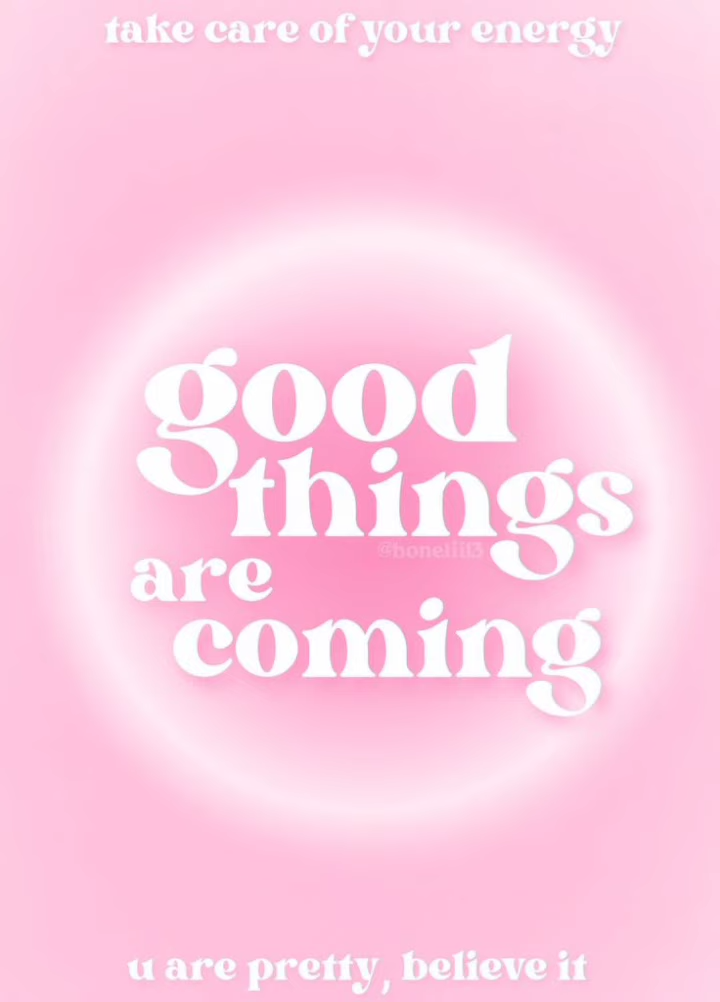 take care of your energy
good
things
are
coming
u are pretty, believe it